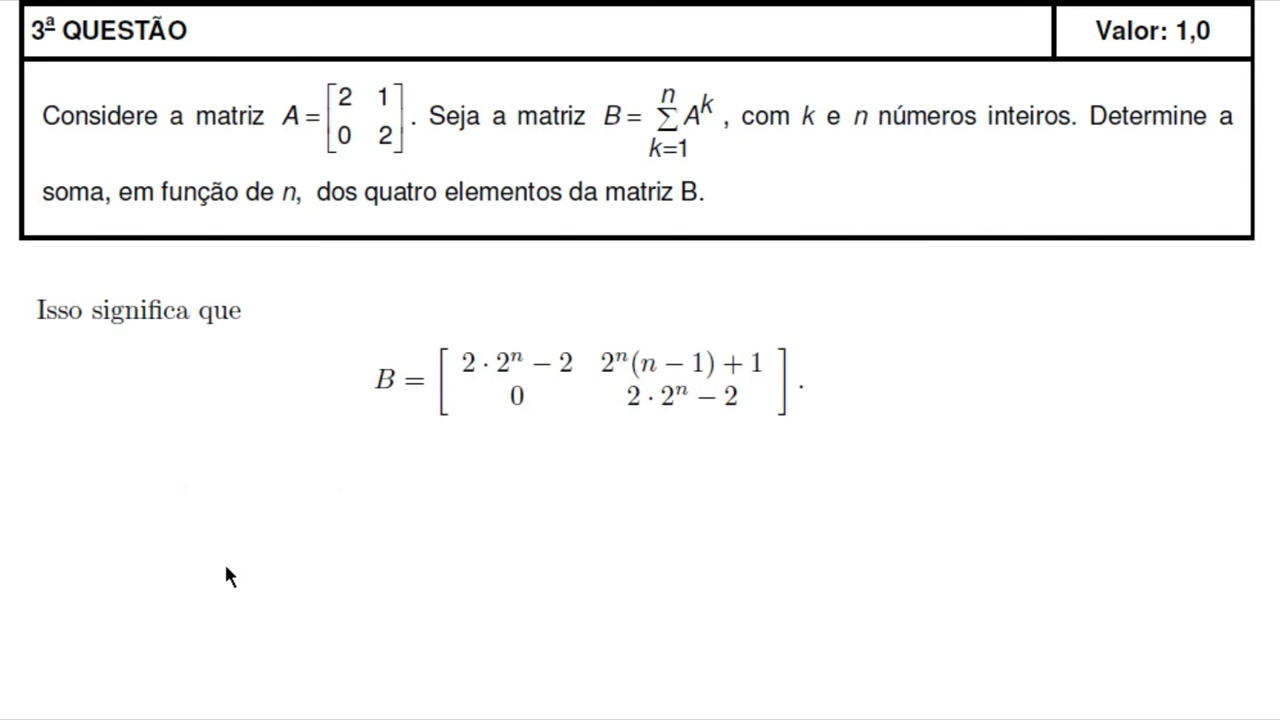 3ª QUESTÃO
Valor: 1,0
Considere a matriz A = [2 1; 0 2]. Seja a matriz B = Σ_{k=1}^{n} A^k, com k e n números inteiros. Determine a
soma, em função de n, dos quatro elementos da matriz B.
Isso significa que
B = [2 · 2^n − 2 2^n(n − 1) + 1; 0 2 · 2^n − 2].